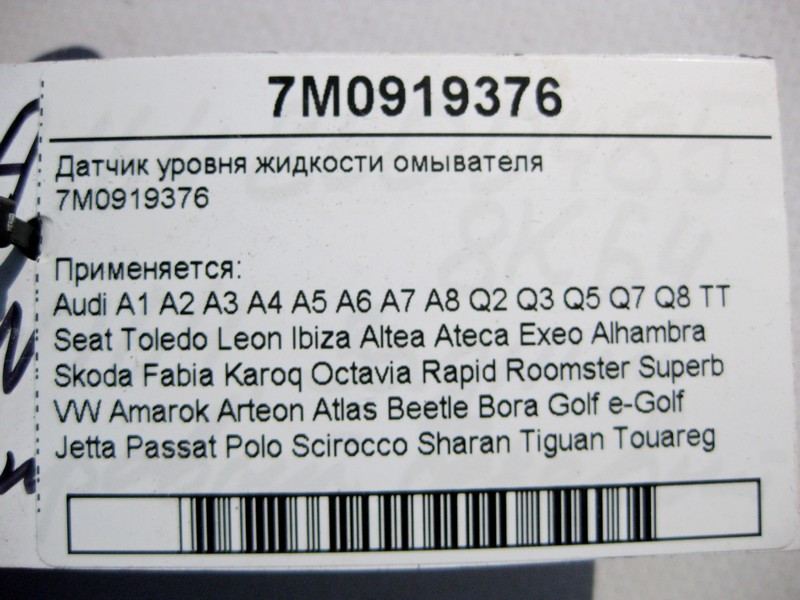 7M0919376
Датчик уровня жидкости омывателя
7M0919376
Применяется:
Audi A1 A2 A3 A4 A5 A6 A7 A8 Q2 Q3 Q5 Q7 Q8 TT
Seat Toledo Leon Ibiza Altea Ateca Exeo Alhambra
Skoda Fabia Karoq Octavia Rapid Roomster Superb
VW Amarok Arteon Atlas Beetle Bora Golf e-Golf
Jetta Passat Polo Scirocco Sharan Tiguan Touareg